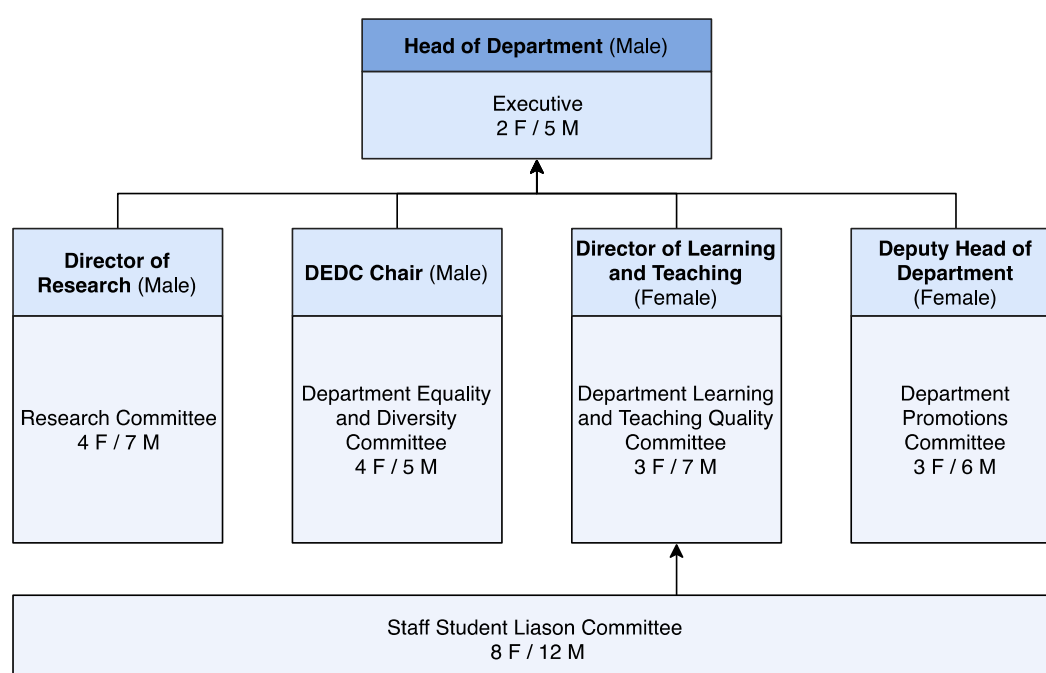 Head of Department (Male)
Executive
2 F / 5 M
Director of
Research (Male)
DEDC Chair (Male)
Director of Learning
and Teaching
(Female)
Deputy Head of
Department
(Female)
Research Committee
4 F / 7 M
Department Equality
and Diversity
Committee
4 F / 5 M
Department Learning
and Teaching Quality
Committee
3 F / 7 M
Department
Promotions
Committee
3 F / 6 M
Staff Student Liason Committee
8 F / 12 M